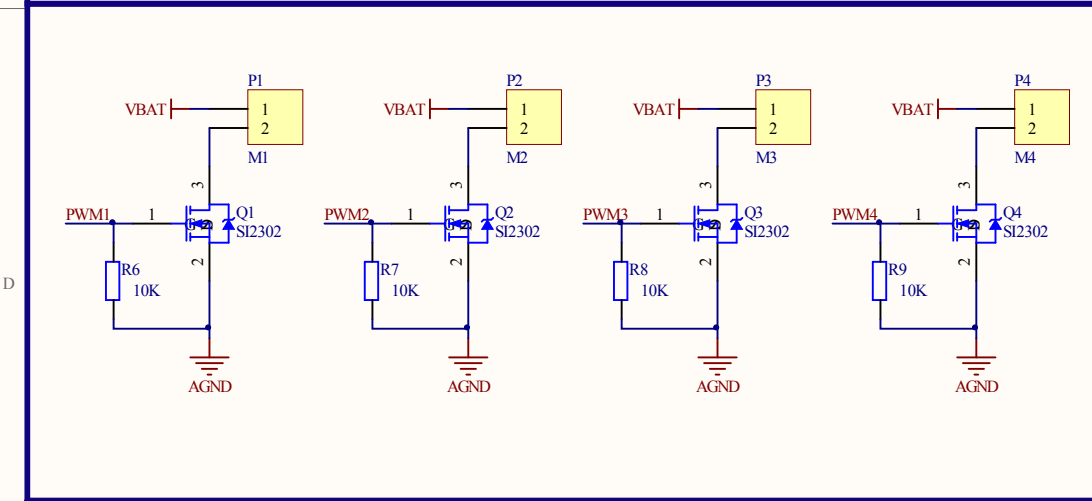 P1
P2
P3
P4
VBAT
1
VBAT
1
VBAT
1
VBAT
1
2
2
2
2
M1
M2
M3
M4
3
3
3
3
PWM1
1
Q1
PWM2
1
Q2
PWM3
1
Q3
PWM4
1
Q4
SI2302
SI2302
SI2302
SI2302
2
2
2
2
D
R6
R7
R8
R9
10K
10K
10K
10K
AGND
AGND
AGND
AGND